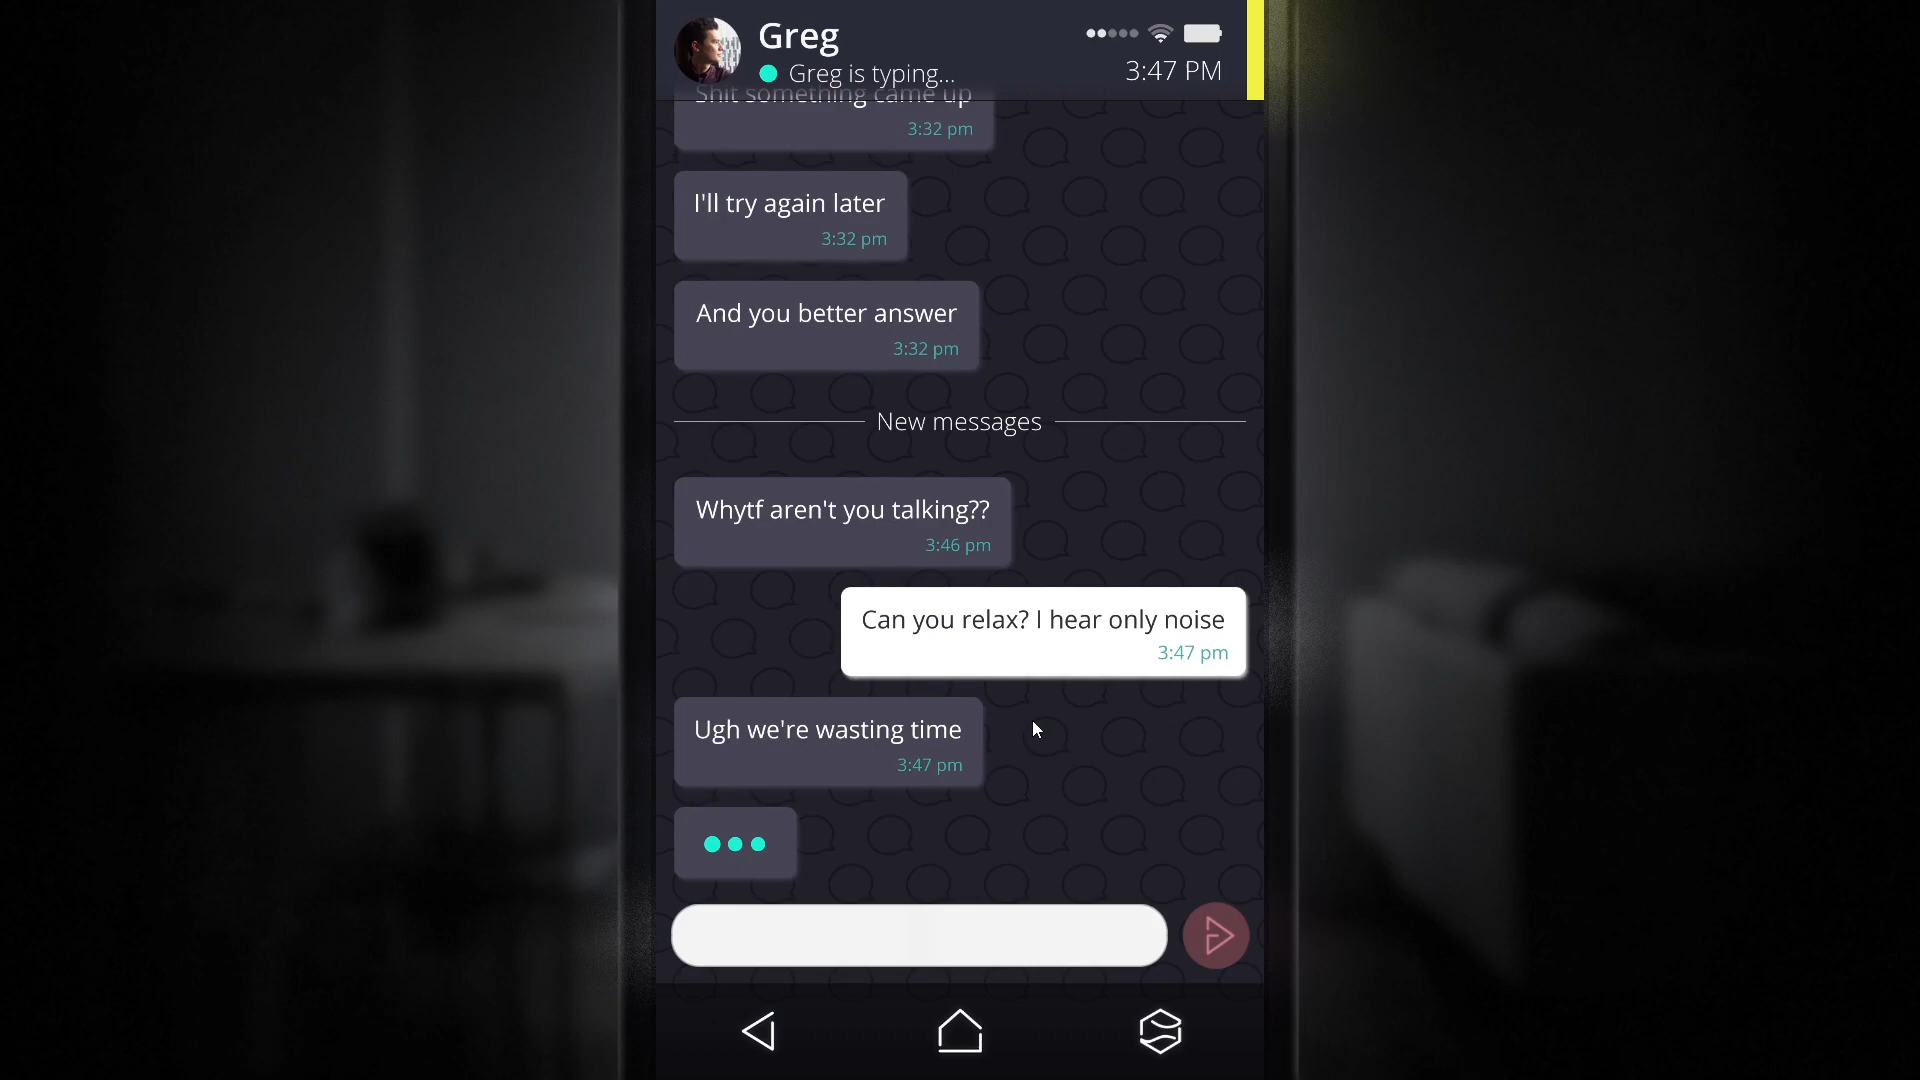 Greg
Greg is typing...
3:47 PM
Shit something came up
3:32 pm
I'll try again later
3:32 pm
And you better answer
3:32 pm
New messages
Whytf aren't you talking??
3:46 pm
Can you relax? I hear only noise
3:47 pm
Ugh we're wasting time
3:47 pm